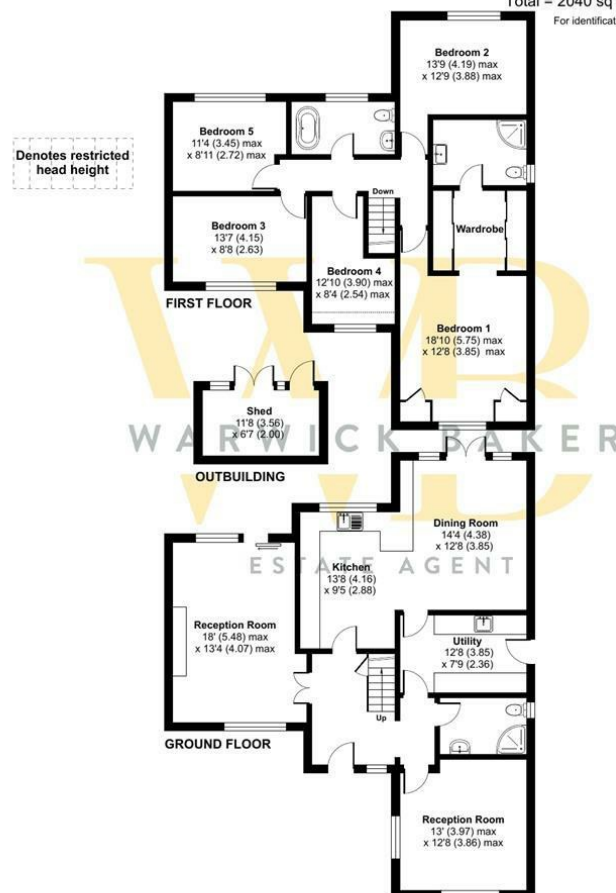 Total = 2040 sq
For identificat
Bedroom 2
13'9 (4.19) max
x 12'9 (3.88) max
Bedroom 5
11'4 (3.45) max
x 8'11 (2.72) max
Denotes restricted
head height
Down
Wardrobe
Bedroom 3
13'7 (4.15)
x 8'8 (2.63)
Bedroom 4
12'10 (3.90) max
x 8'4 (2.54) max
FIRST FLOOR
Bedroom 1
18'10 (5.75) max
x 12'8 (3.85) max
Shed
11'8 (3.56)
x 6'7 (2.00)
WARWICK BAKER
OUTBUILDING
Dining Room
14'4 (4.38)
x 12'8 (3.85)
ESTATE AGENT
Kitchen
13'8 (4.16)
x 9'5 (2.88)
Reception Room
18' (5.48) max
x 13'4 (4.07) max
Utility
12'8 (3.85)
x 7'9 (2.36)
Up
GROUND FLOOR
Reception Room
13' (3.97) max
x 12'8 (3.86) max
WB